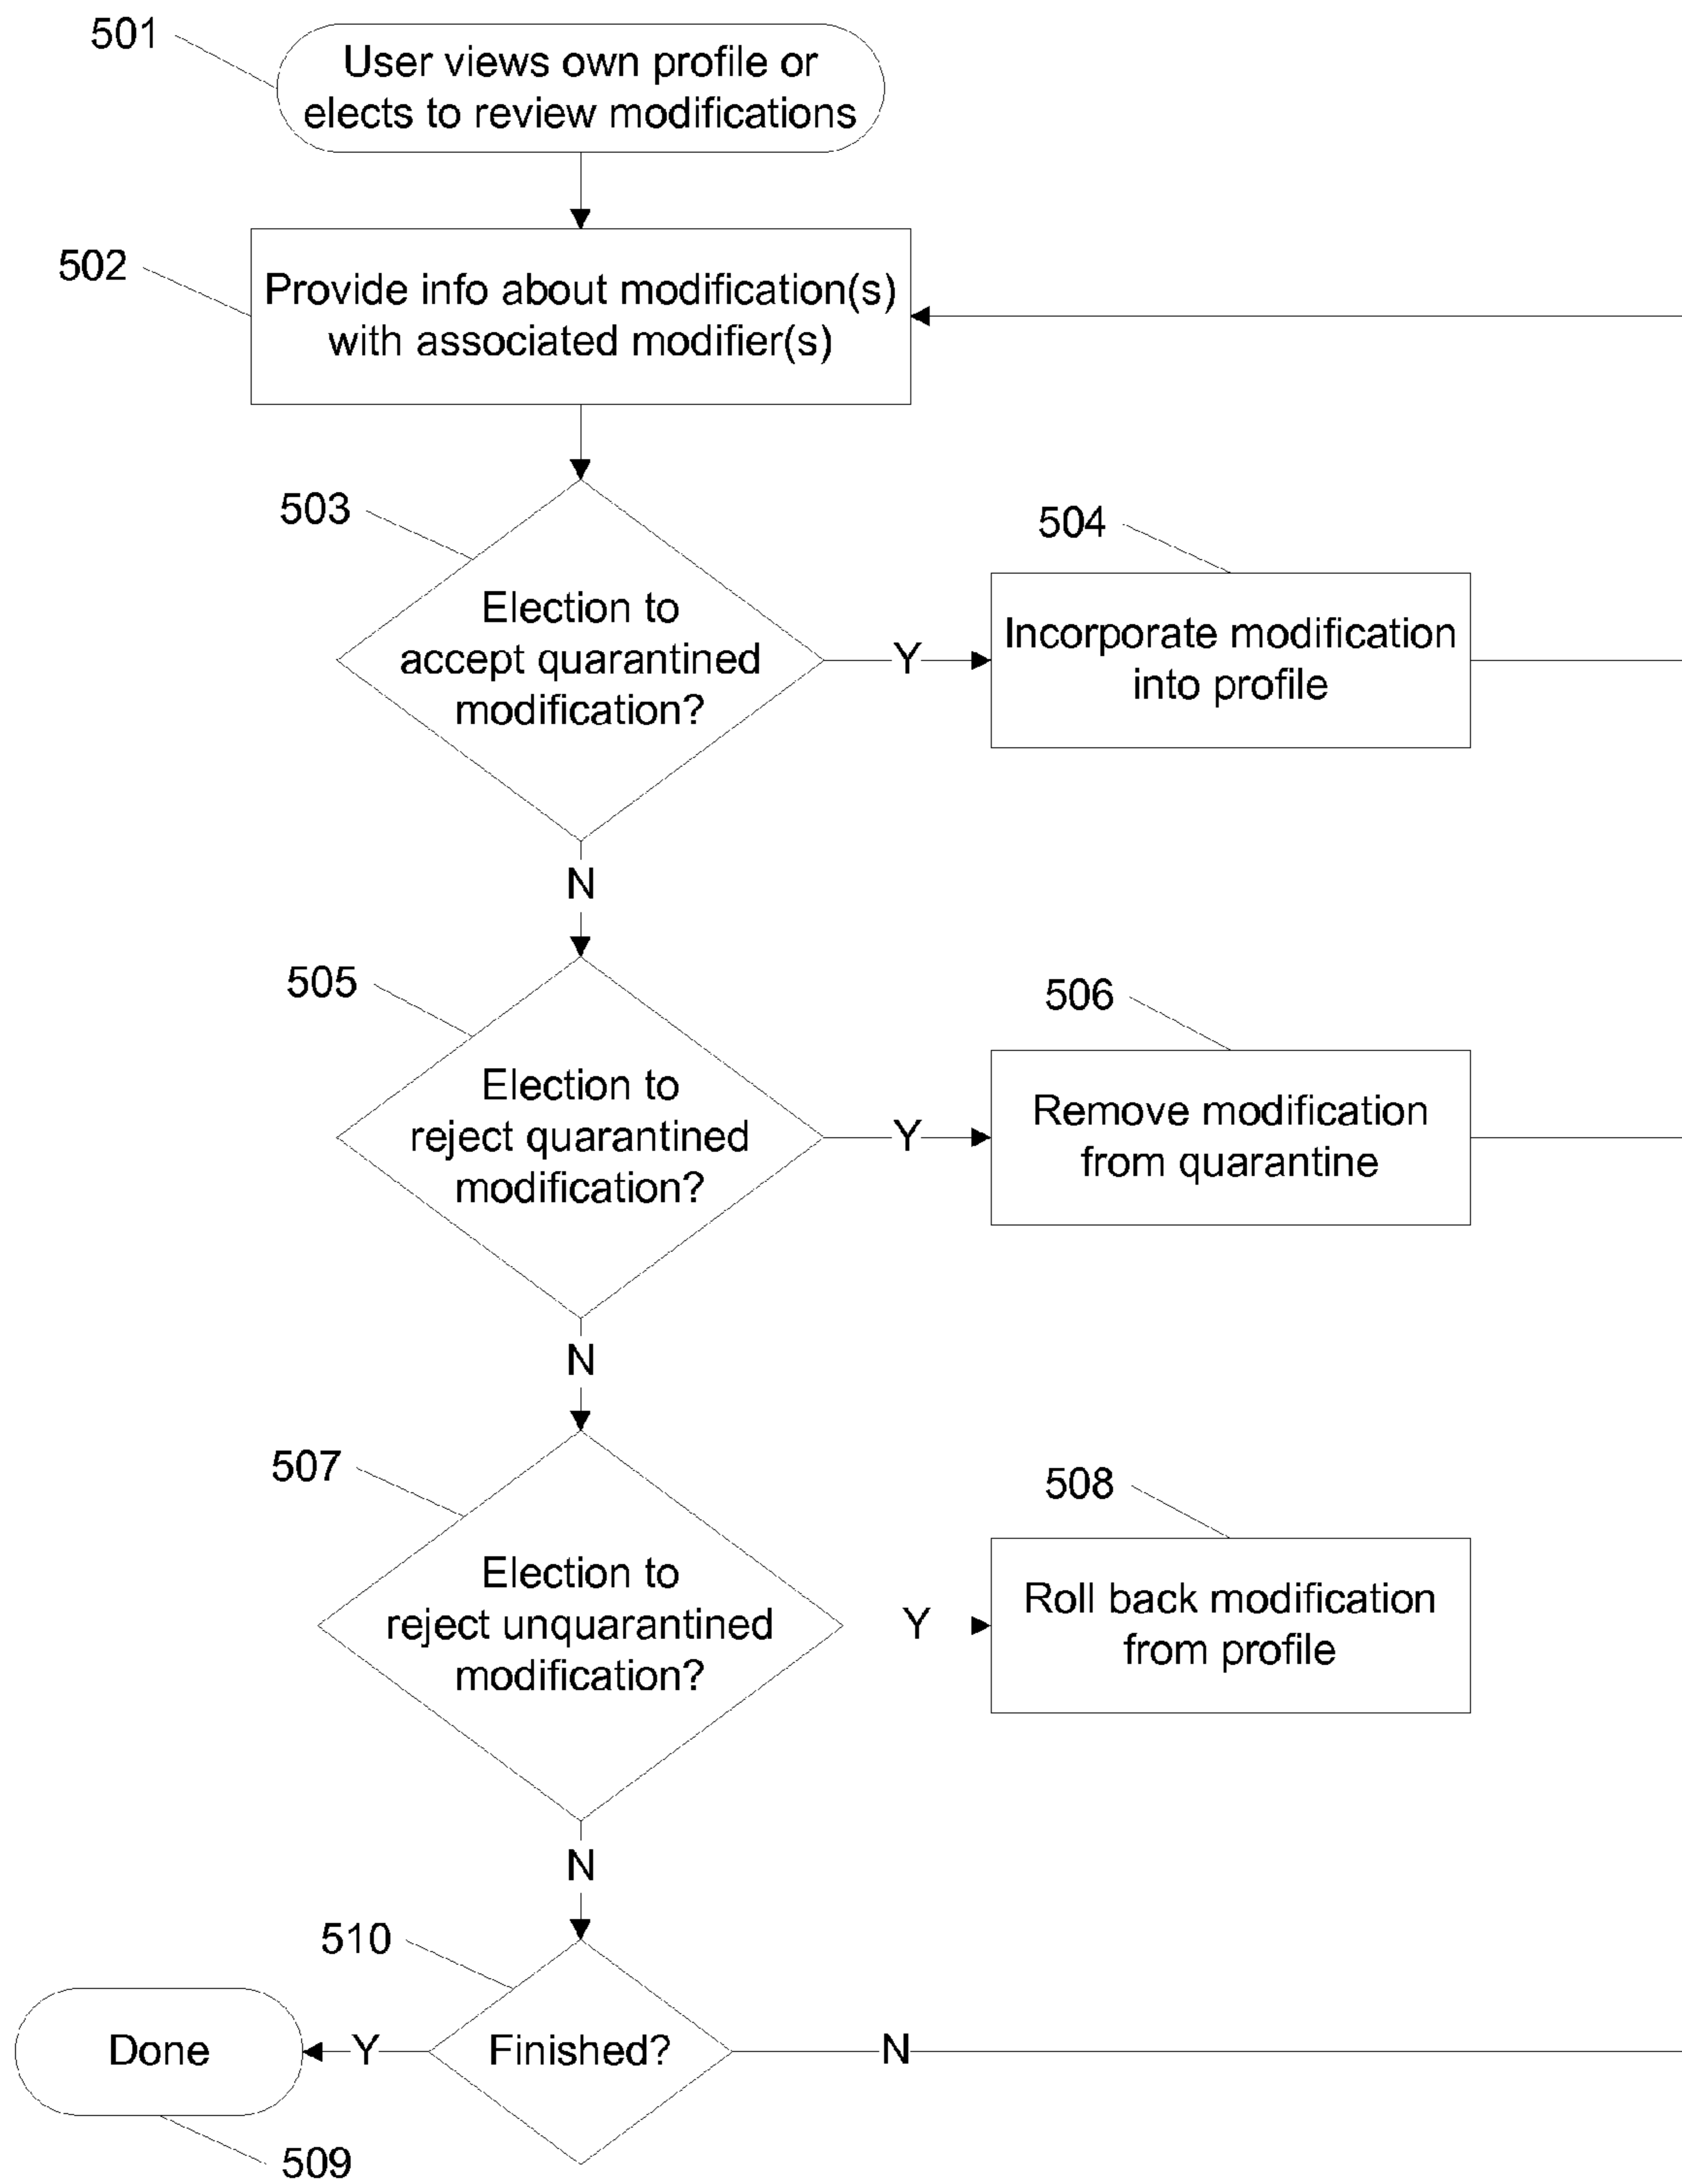 501
User views own profile or
elects to review modifications
502
Provide info about modification(s)
with associated modifier(s)
503
Election to
accept quarantined
modification?
Y
504
Incorporate modification
into profile
N
505
Election to
reject quarantined
modification?
Y
506
Remove modification
from quarantine
N
507
Election to
reject unquarantined
modification?
Y
508
Roll back modification
from profile
N
510
Finished?
N
Y
Done
509